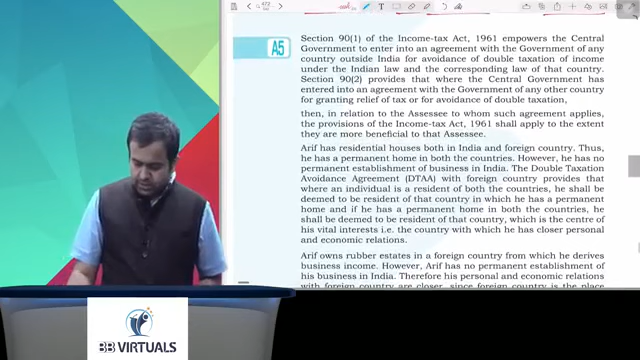 A5
Section 90(1) of the Income-tax Act, 1961 empowers the Central
Government to enter into an agreement with the Government of any
country outside India for avoidance of double taxation of income
under the Indian law and the corresponding law of that country.
Section 90(2) provides that where the Central Government has
entered into an agreement with the Government of any other country
for granting relief of tax or for avoidance of double taxation,
then, in relation to the Assessee to whom such agreement applies,
the provisions of the Income-tax Act, 1961 shall apply to the extent
they are more beneficial to that Assessee.
Arif has residential houses both in India and foreign country. Thus,
he has a permanent home in both the countries. However, he has no
permanent establishment of business in India. The Double Taxation
Avoidance Agreement (DTAA) with foreign country provides that
where an individual is a resident of both the countries, he shall be
deemed to be resident of that country in which he has a permanent
home and if he has a permanent home in both the countries, he
shall be deemed to be resident of that country, which is the centre of
his vital interests i.e. the country with which he has closer personal
and economic relations.
Arif owns rubber estates in a foreign country from which he derives
business income. However, Arif has no permanent establishment of
his business in India. Therefore his personal and economic relations
with foreign country are closer, since foreign country is the place
BB VIRTUALS